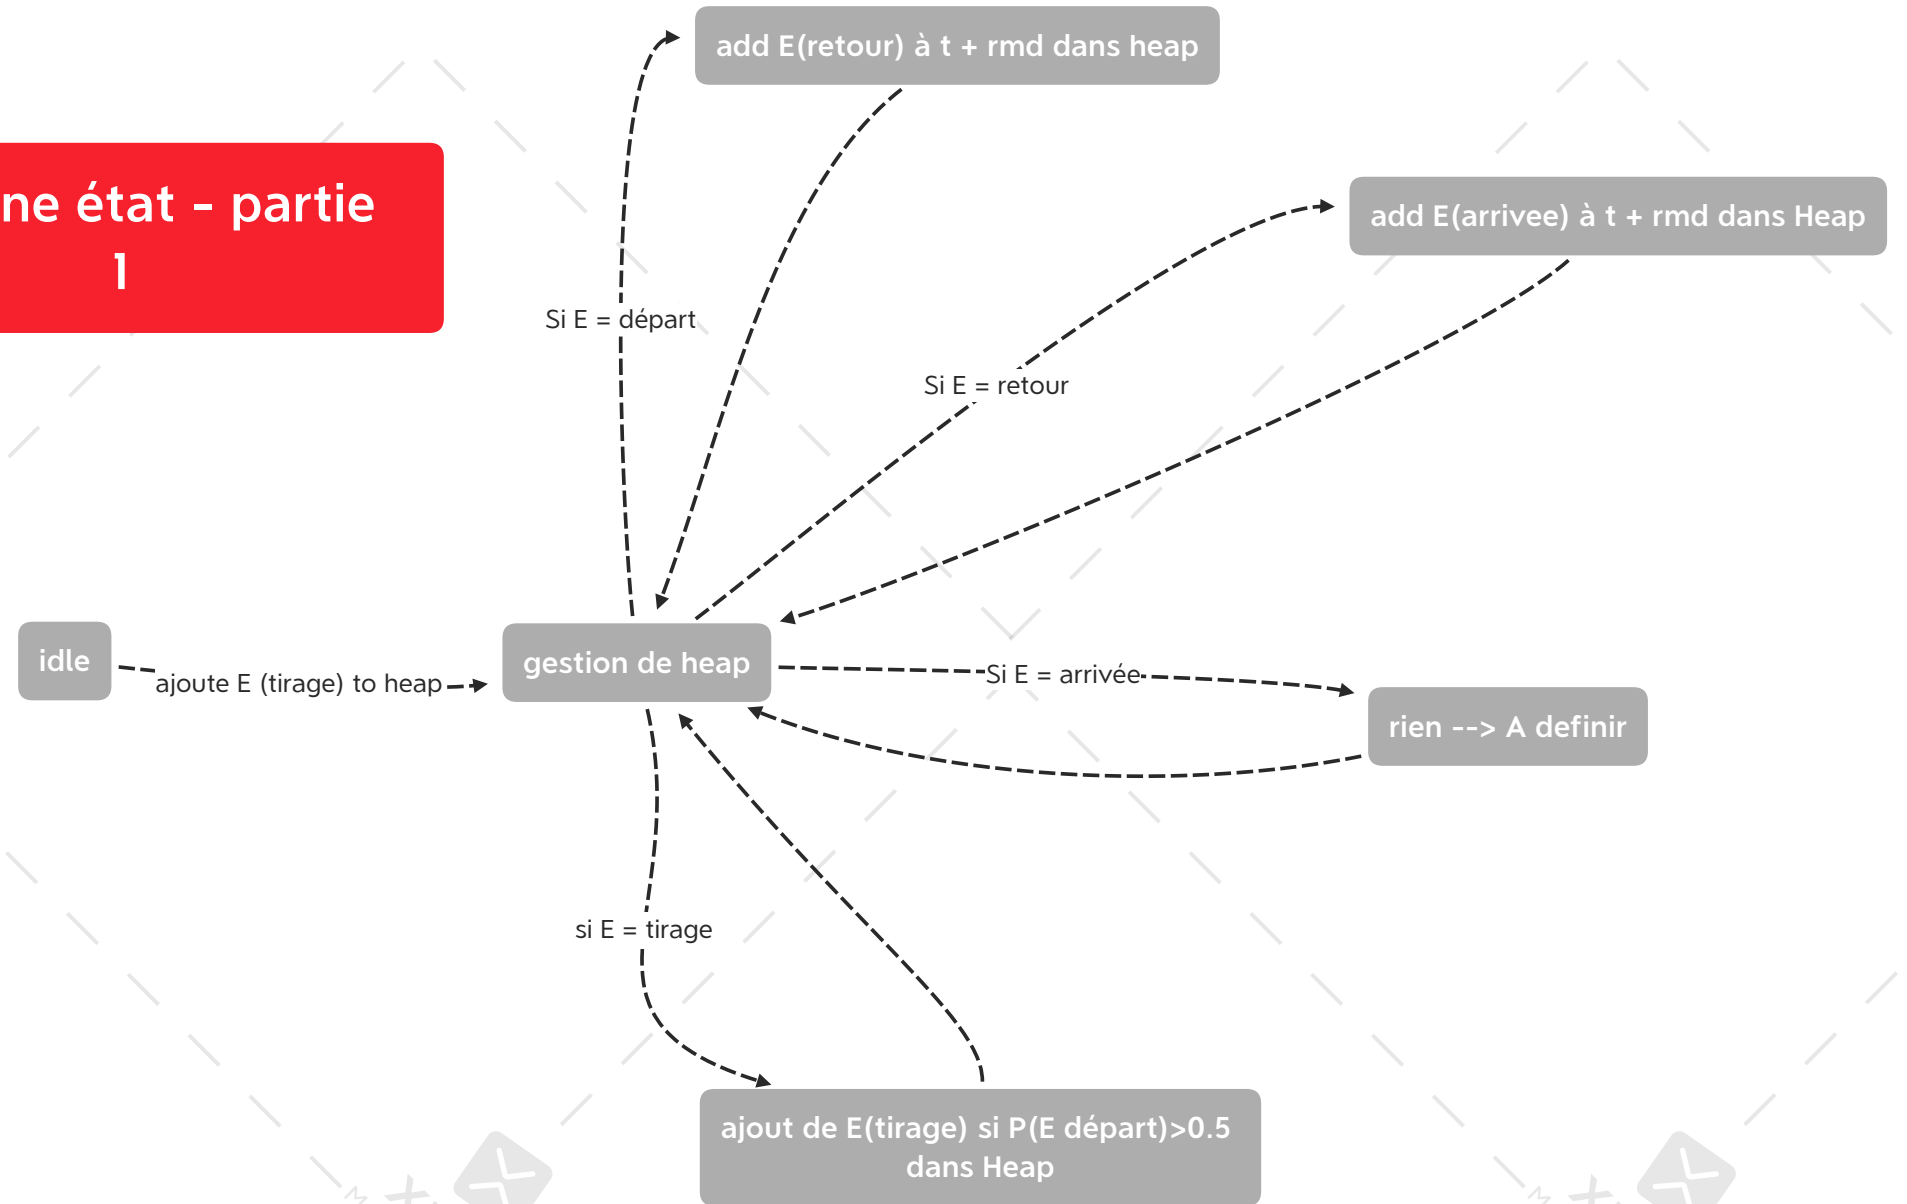 add E(retour) à t + rmd dans heap
ne état - partie
1
add E(arrivee) à t + rmd dans Heap
Si E = départ
Si E = retour
idle
ajoute E (tirage) to heap
gestion de heap
Si E = arrivée
rien --> A definir
si E = tirage
ajout de E(tirage) si P(E départ)>0.5
dans Heap